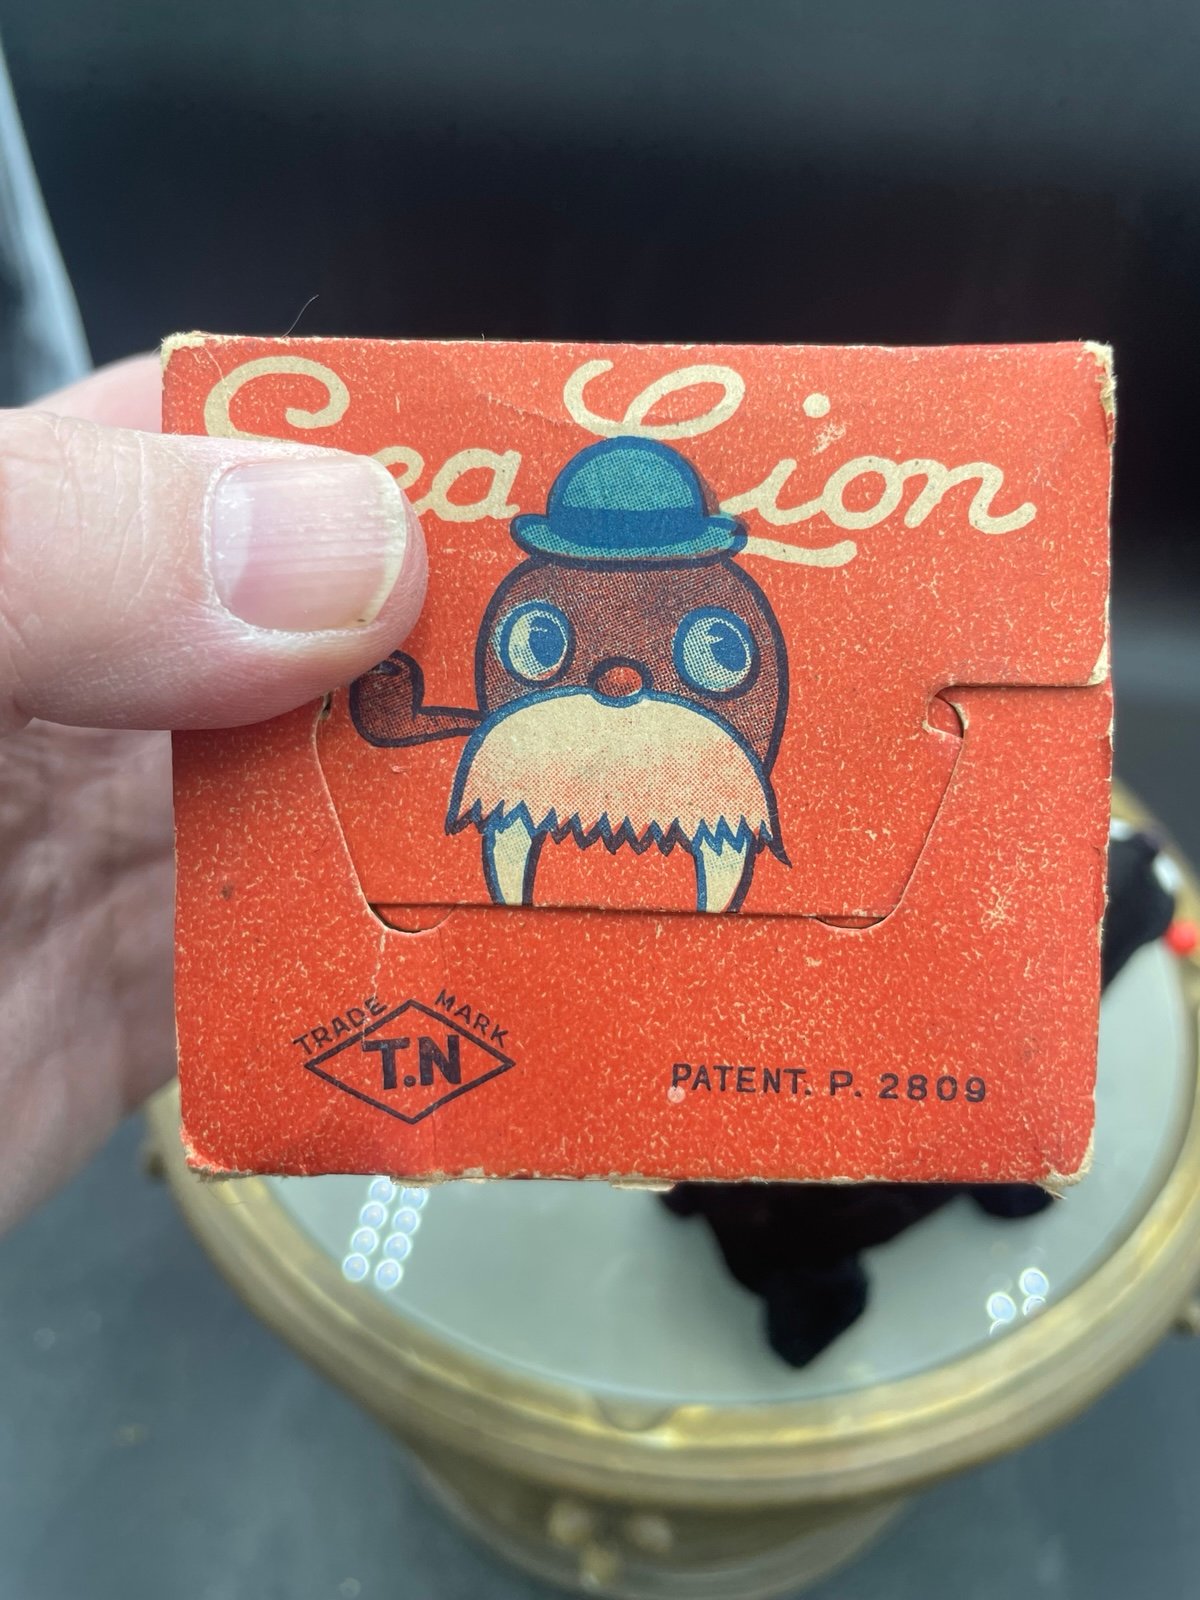 Sea Lion
TRADE MARK
T.N
PATENT. P. 2809